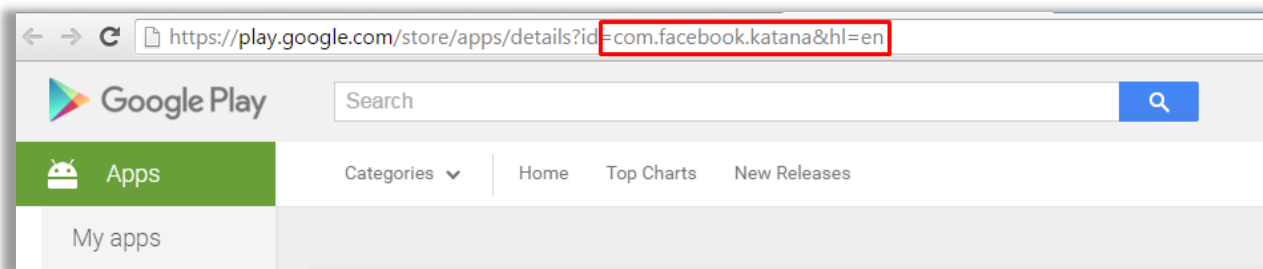 https://play.google.com/store/apps/details?id=com.facebook.katana&hl=en
Google Play Search
Apps Categories Home Top Charts New Releases
My apps